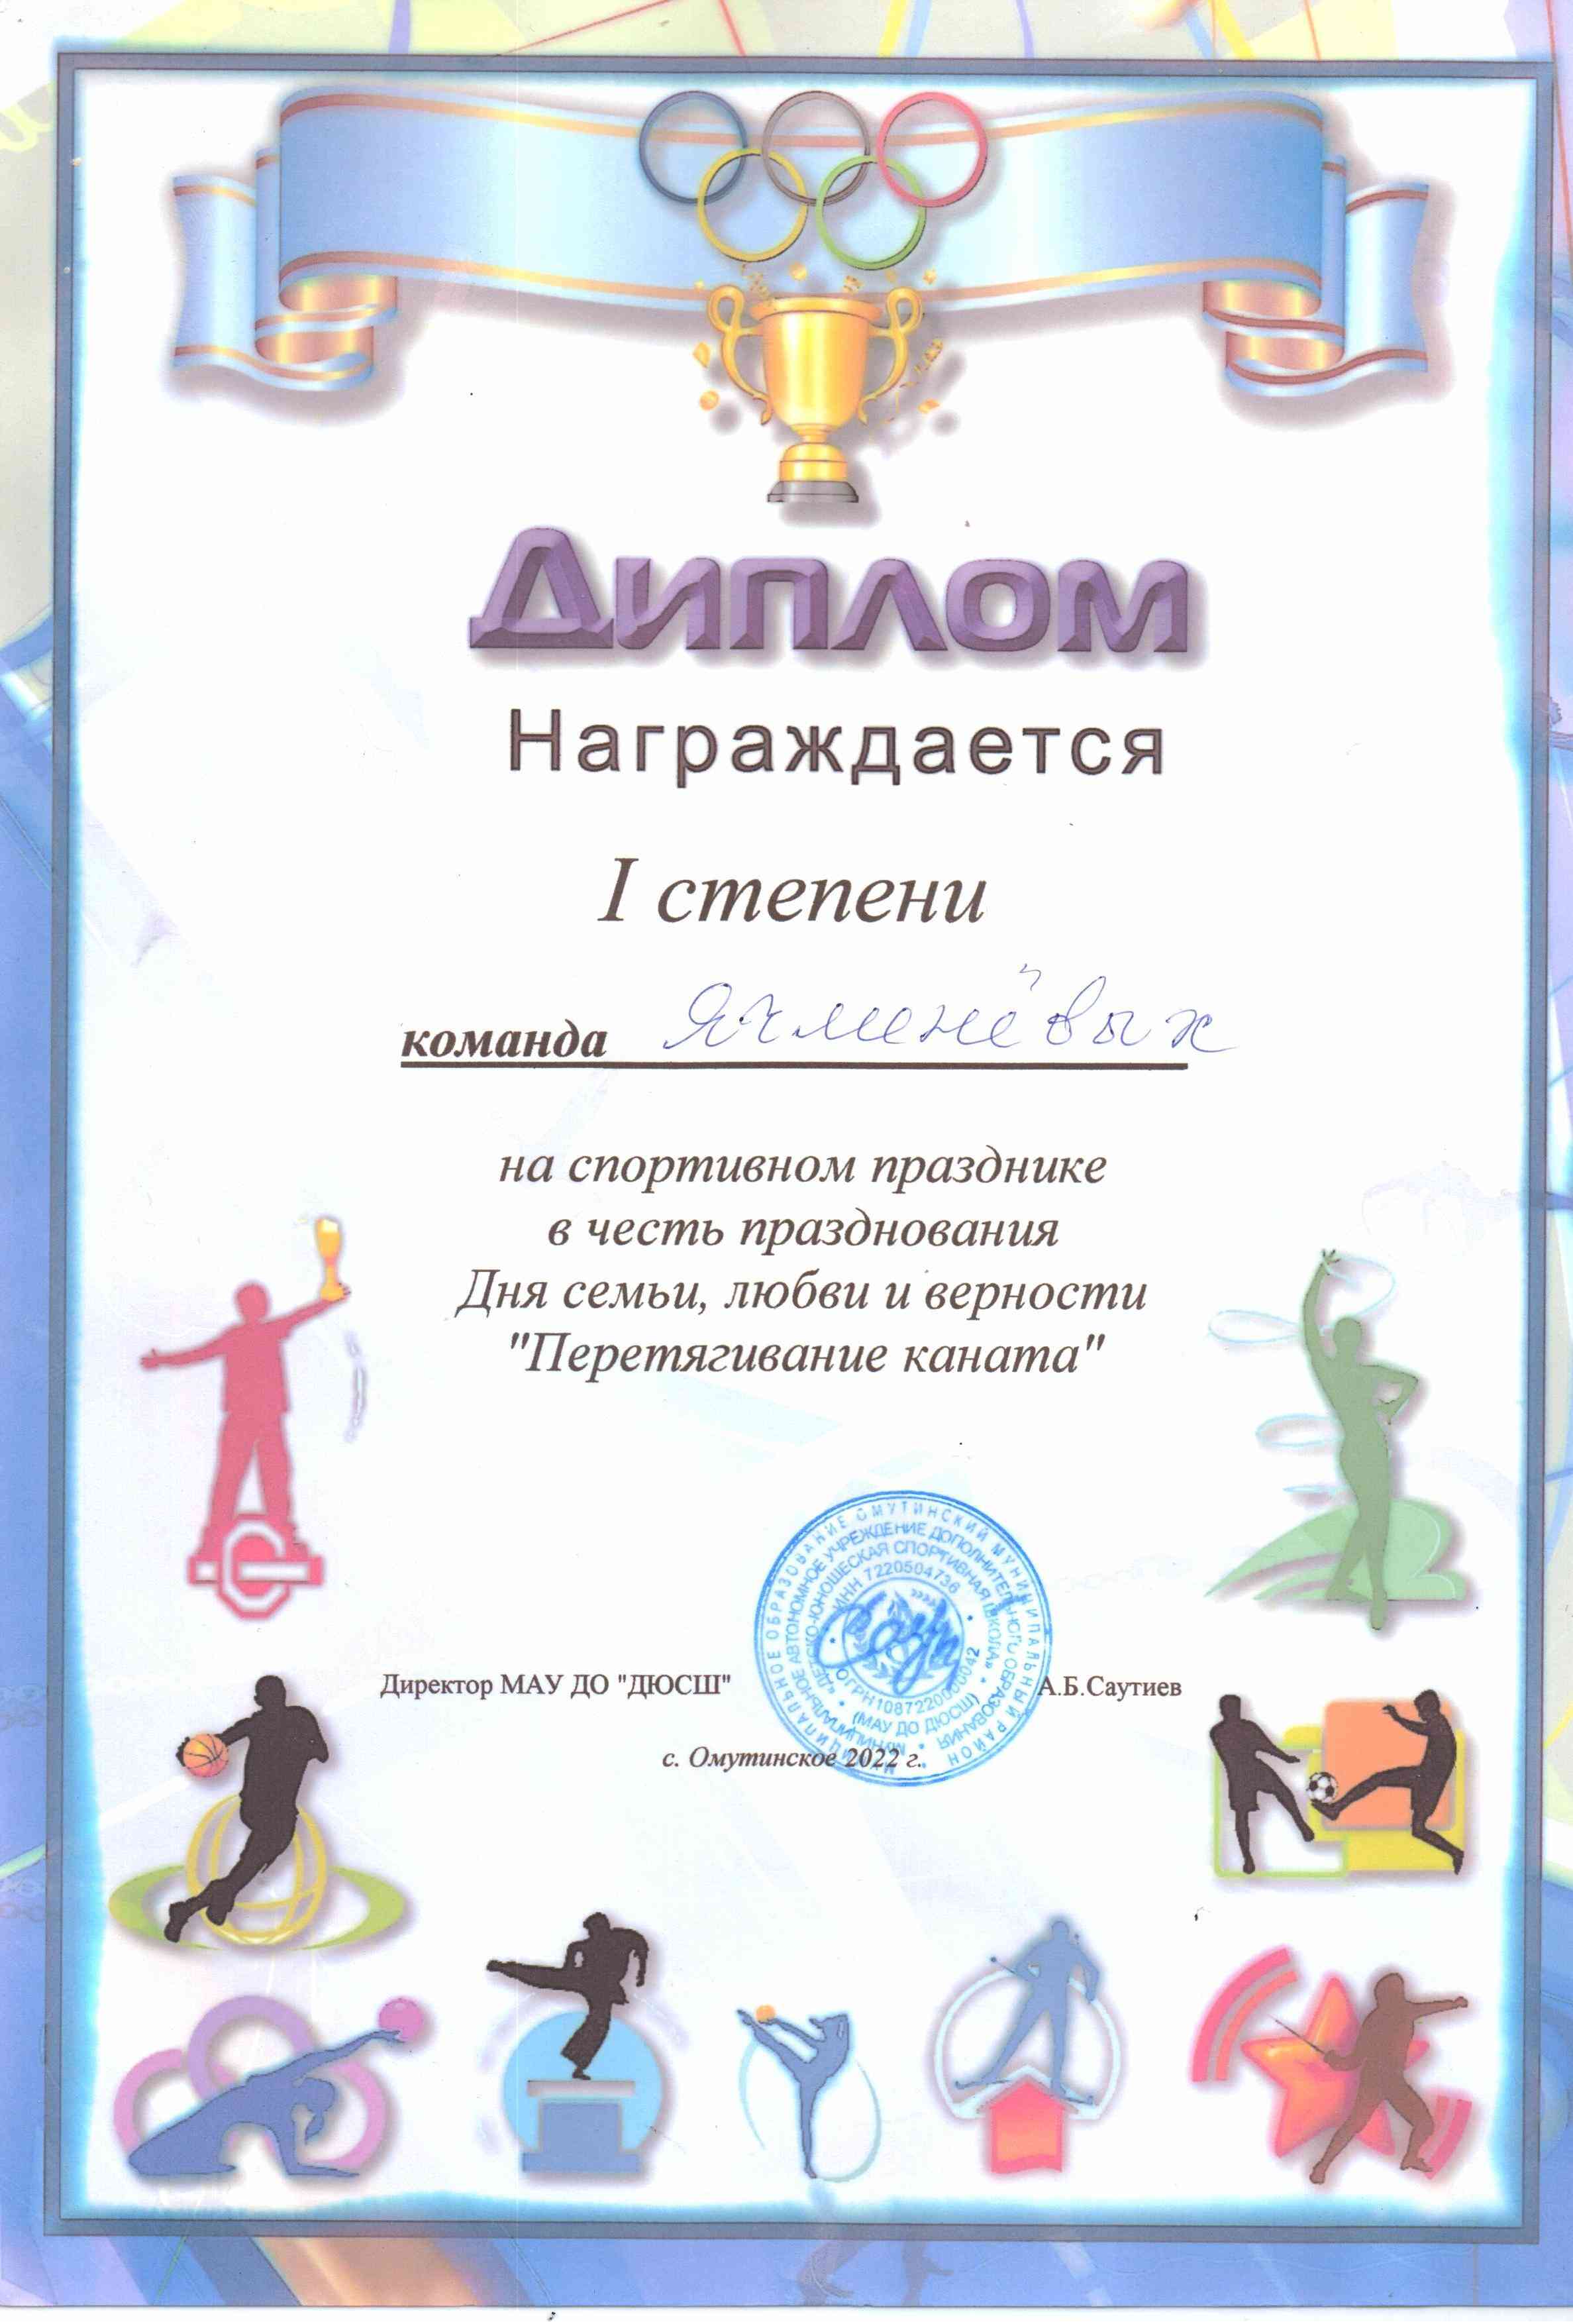 Диплом
Награждается
I степени
команда Ячменёвых
на спортивном празднике
в честь празднования
Дня семьи, любви и верности
"Перетягивание каната"
МУНИЦИПАЛЬНОЕ ОБРАЗОВАНИЕ ОМУТИНСКИЙ МУНИЦИПАЛЬНЫЙ РАЙОН
МУНИЦИПАЛЬНОЕ АВТОНОМНОЕ УЧРЕЖДЕНИЕ ДОПОЛНИТЕЛЬНОГО ОБРАЗОВАНИЯ
«ДЕТСКО-ЮНОШЕСКАЯ СПОРТИВНАЯ ШКОЛА»
(МАУ ДО ДЮСШ)
ИНН 7220504736
Директор МАУ ДО "ДЮСШ" А.Б.Саутиев
с. Омутинское 2022 г.